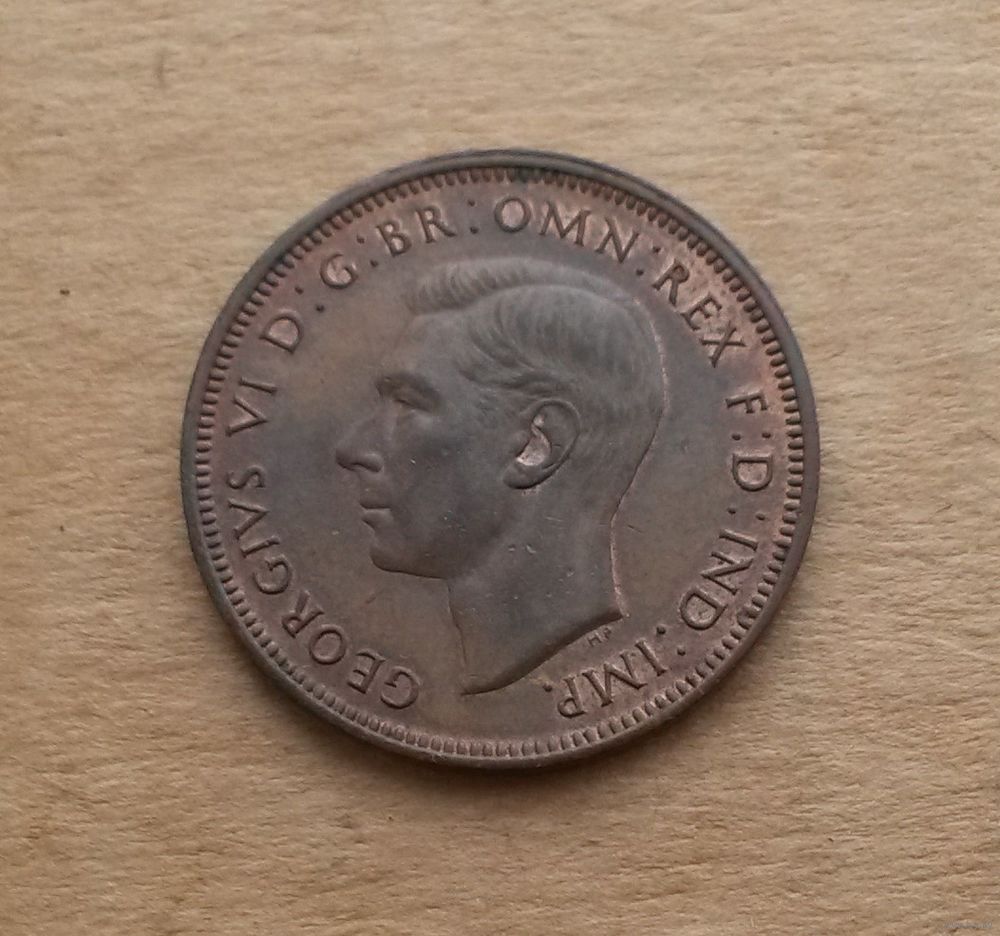 GEORGIVS VI D : G : BR : OMN : REX F : D : IND : IMP.
HP